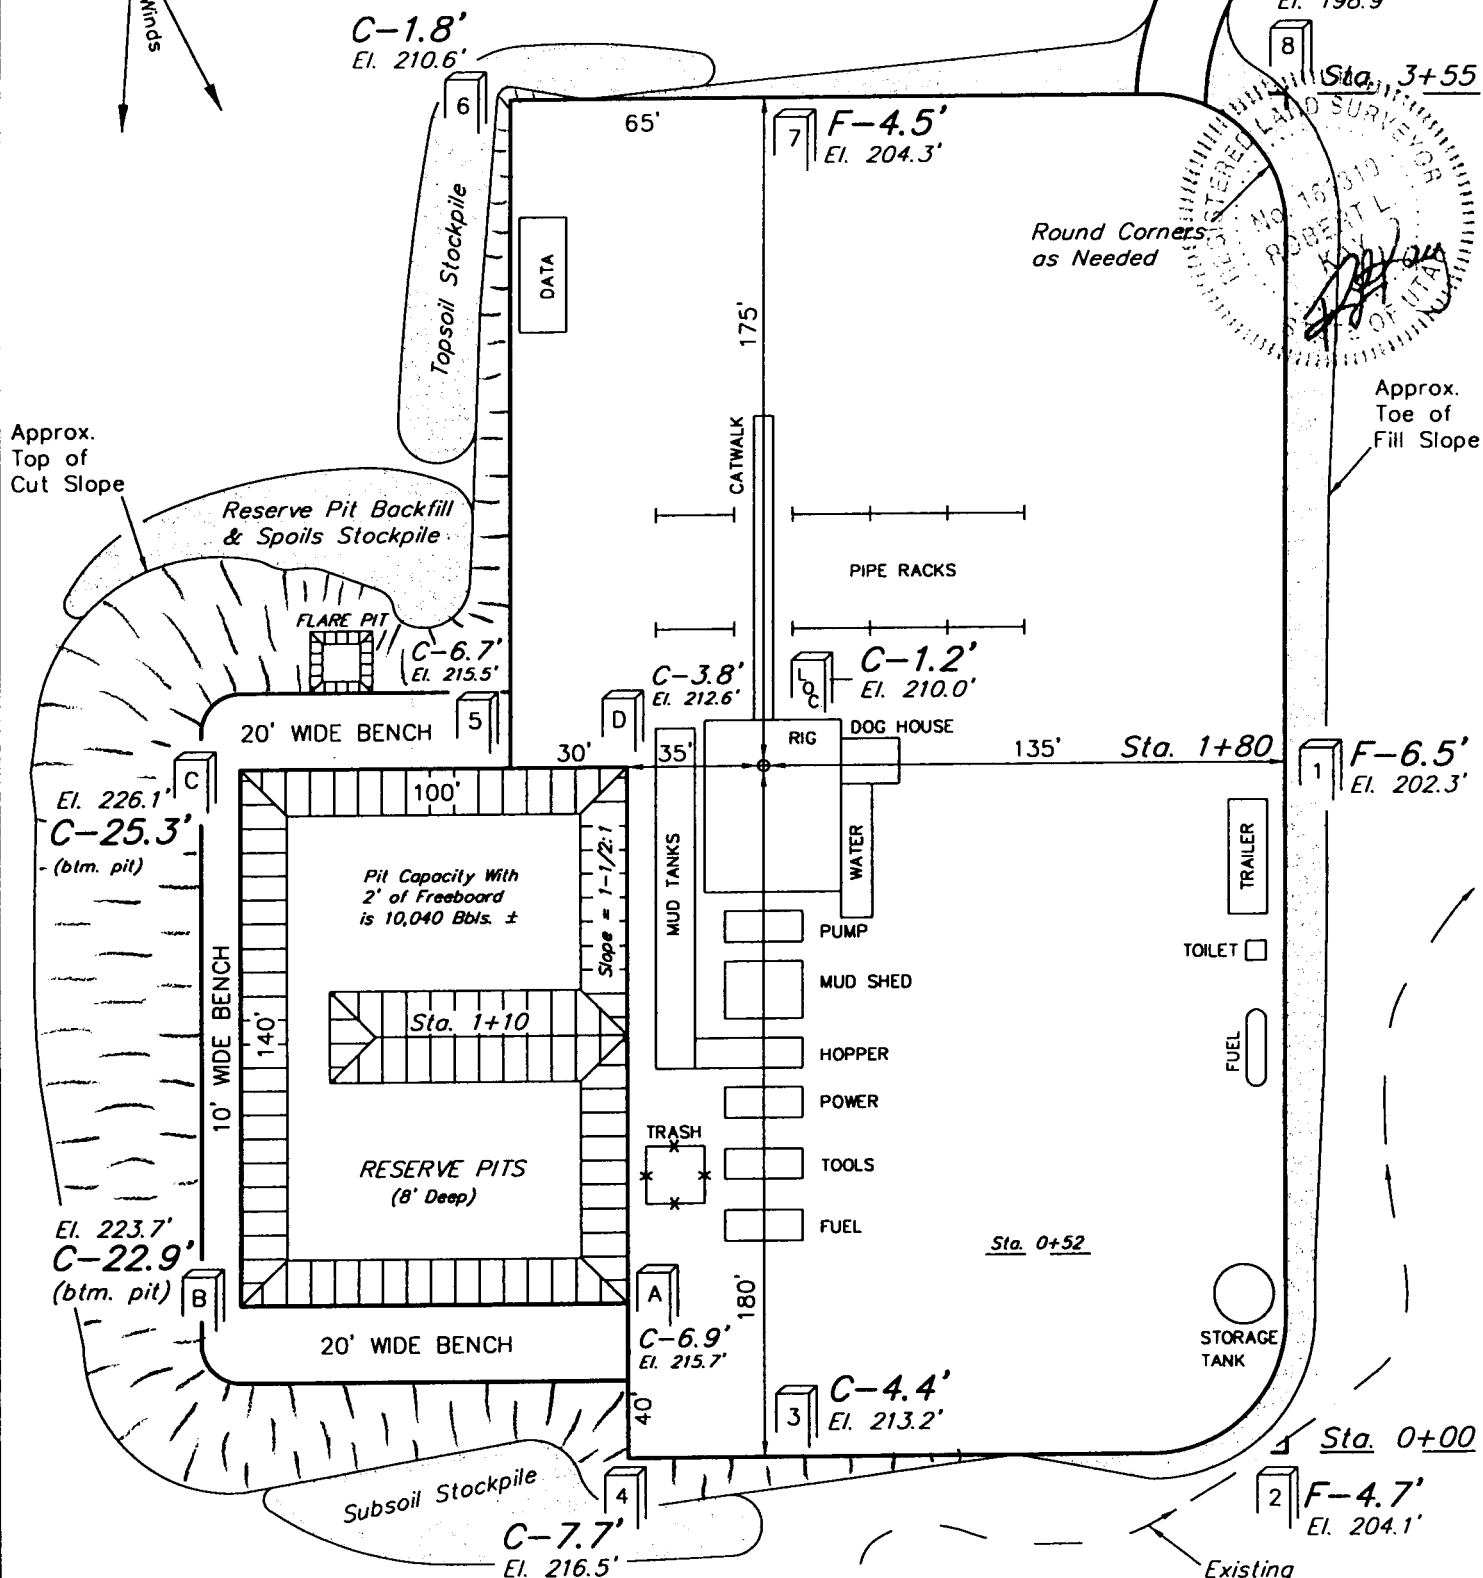 Winds
C-1.8'
El. 210.6'
6
65'
7
F-4.5'
El. 204.3'
El. 198.9'
8
Sta. 3+55
REGISTERED LAND SURVEYOR
ROBERT L.
KAY
STATE OF UTAH
Round Corners
as Needed
Topsoil Stockpile
DATA
175'
CATWALK
Approx.
Toe of
Fill Slope
Approx.
Top of
Cut Slope
Reserve Pit Backfill
& Spoils Stockpile
PIPE RACKS
FLARE PIT
C-6.7'
El. 215.5'
C-3.8'
El. 212.6'
LOC
C-1.2'
El. 210.0'
5
D
20' WIDE BENCH
RIG
DOG HOUSE
30'
35'
135'
Sta. 1+80
1
F-6.5'
El. 202.3'
C
El. 226.1'
C-25.3'
(btm. pit)
100'
Pit Capacity With
2' of Freeboard
is 10,040 Bbls. ±
Slope = 1-1/2:1
MUD TANKS
WATER
TRAILER
PUMP
TOILET
MUD SHED
10' WIDE BENCH
140'
Sta. 1+10
HOPPER
FUEL
POWER
TRASH
TOOLS
RESERVE PITS
(8' Deep)
FUEL
El. 223.7'
C-22.9'
(btm. pit)
B
Sta. 0+52
A
180'
C-6.9'
El. 215.7'
20' WIDE BENCH
STORAGE
TANK
40'
3
C-4.4'
El. 213.2'
Sta. 0+00
Subsoil Stockpile
4
C-7.7'
El. 216.5'
2
F-4.7'
El. 204.1'
Existing